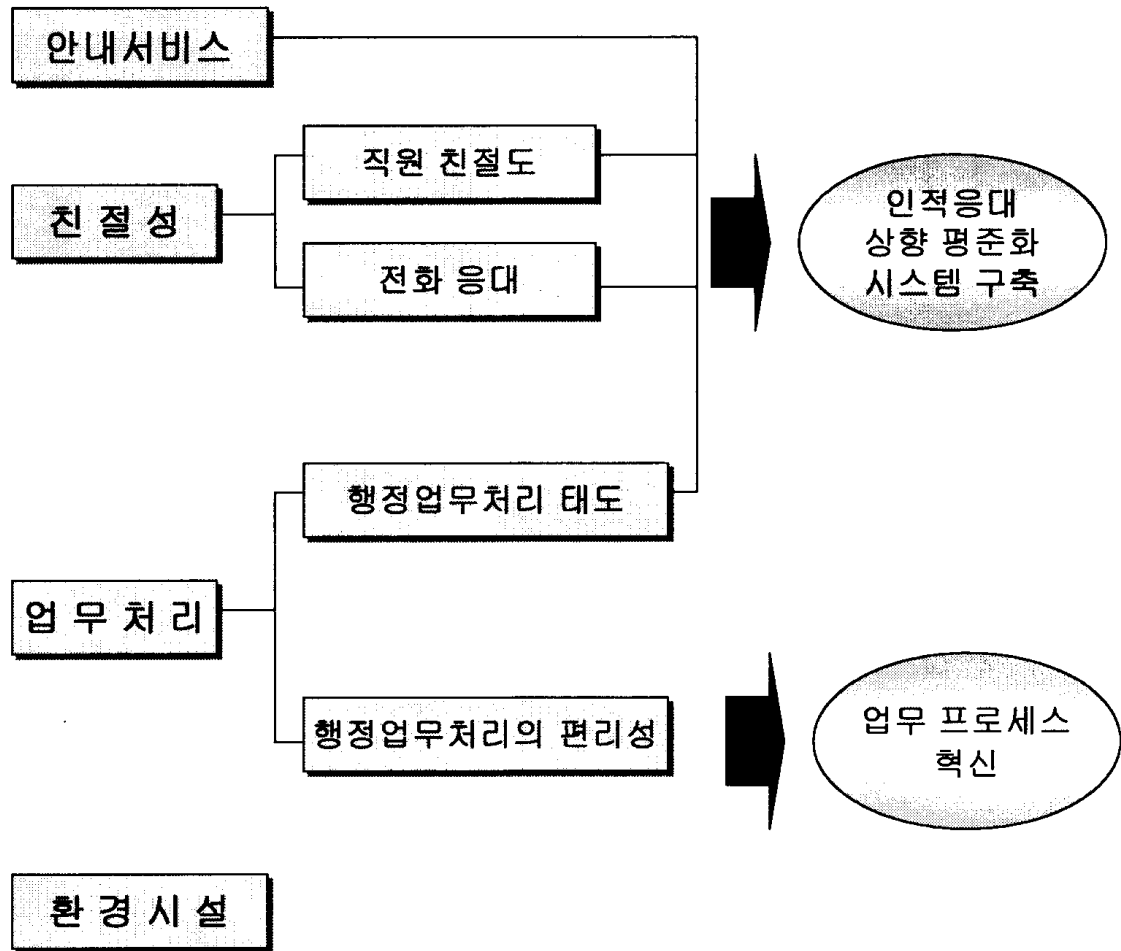 안내서비스
직원 친절도
친 절 성
전화 응대
인적응대
상향 평준화
시스템 구축
행정업무처리 태도
업 무 처 리
행정업무처리의 편리성
업무 프로세스
혁신
환 경 시 설